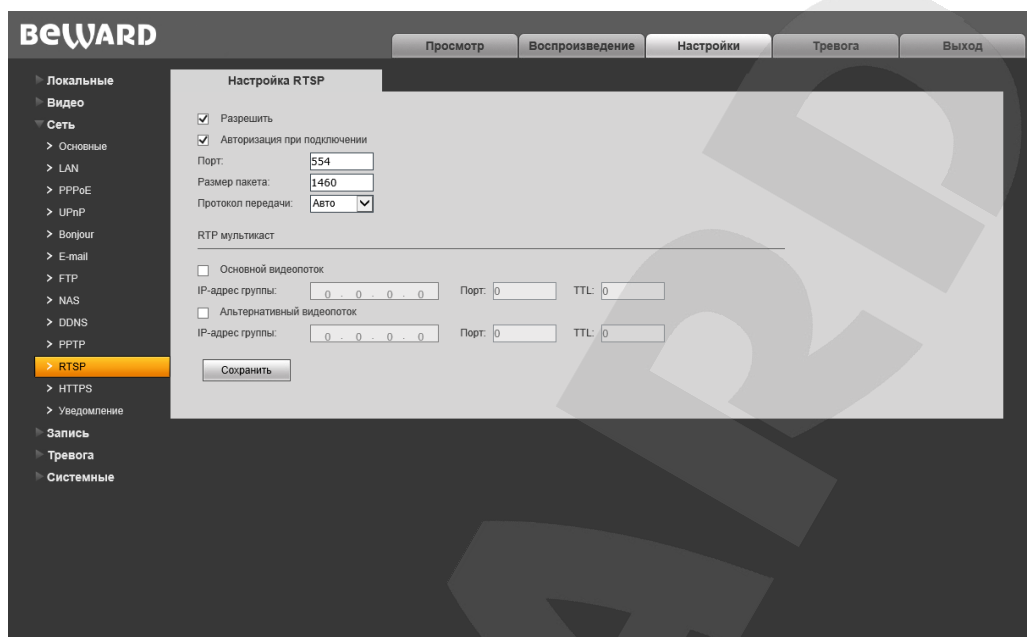 BEWARD
Просмотр Воспроизведение Настройки Тревога Выход
Локальные
Видео
Сеть
Основные
LAN
PPPoE
UPnP
Bonjour
E-mail
FTP
NAS
DDNS
PPTP
RTSP
HTTPS
Уведомление
Запись
Тревога
Системные
Настройка RTSP
Разрешить
Авторизация при подключении
Порт: 554
Размер пакета: 1460
Протокол передачи: Авто
RTP мультикаст
Основной видеопоток
IP-адрес группы: 0 . 0 . 0 . 0 Порт: 0 TTL: 0
Альтернативный видеопоток
IP-адрес группы: 0 . 0 . 0 . 0 Порт: 0 TTL: 0
Сохранить